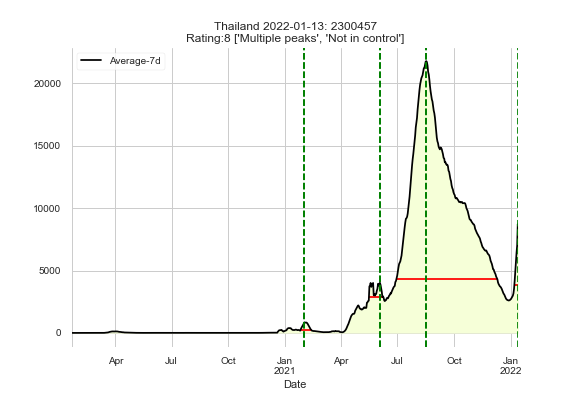 Thailand 2022-01-13: 2300457
Rating:8 ['Multiple peaks', 'Not in control']
Average-7d
20000
15000
10000
5000
0
Apr
Jul
Oct
Jan
2021
Apr
Jul
Oct
Jan
2022
Date